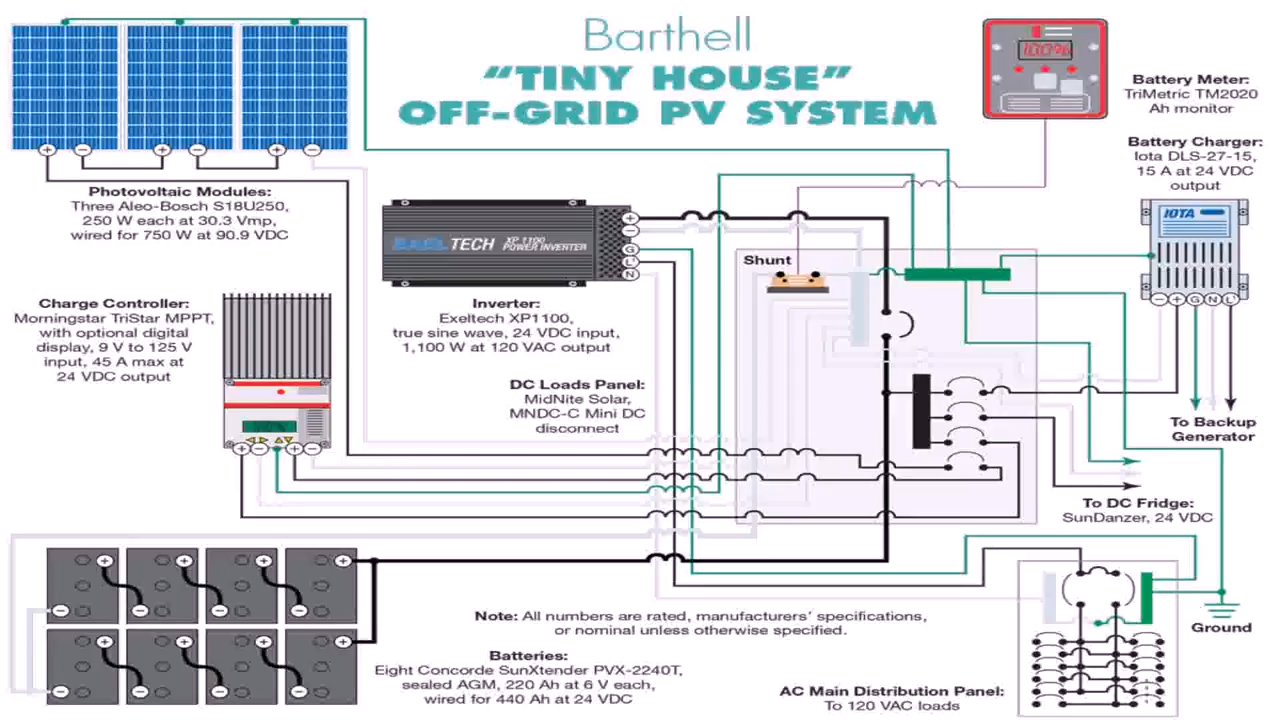 Barthell
“TINY HOUSE”
OFF-GRID PV SYSTEM
Battery Meter:
TriMetric TM2020
Ah monitor
100%
Battery Charger:
Iota DLS-27-15,
15 A at 24 VDC
output
IOTA
Photovoltaic Modules:
Three Aleo-Bosch S18U250,
250 W each at 30.3 Vmp,
wired for 750 W at 90.9 VDC
EXELTECH XP 1100
POWER INVERTER
G
L
N
Shunt
Inverter:
Exeltech XP1100,
true sine wave, 24 VDC input,
1,100 W at 120 VAC output
G N L
Charge Controller:
Morningstar TriStar MPPT,
with optional digital
display, 9 V to 125 V
input, 45 A max at
24 VDC output
DC Loads Panel:
MidNite Solar,
MNDC-C Mini DC
disconnect
To Backup
Generator
To DC Fridge:
SunDanzer, 24 VDC
Note: All numbers are rated, manufacturers’ specifications,
or nominal unless otherwise specified.
Ground
Batteries:
Eight Concorde SunXtender PVX-2240T,
sealed AGM, 220 Ah at 6 V each,
wired for 440 Ah at 24 VDC
AC Main Distribution Panel:
To 120 VAC loads